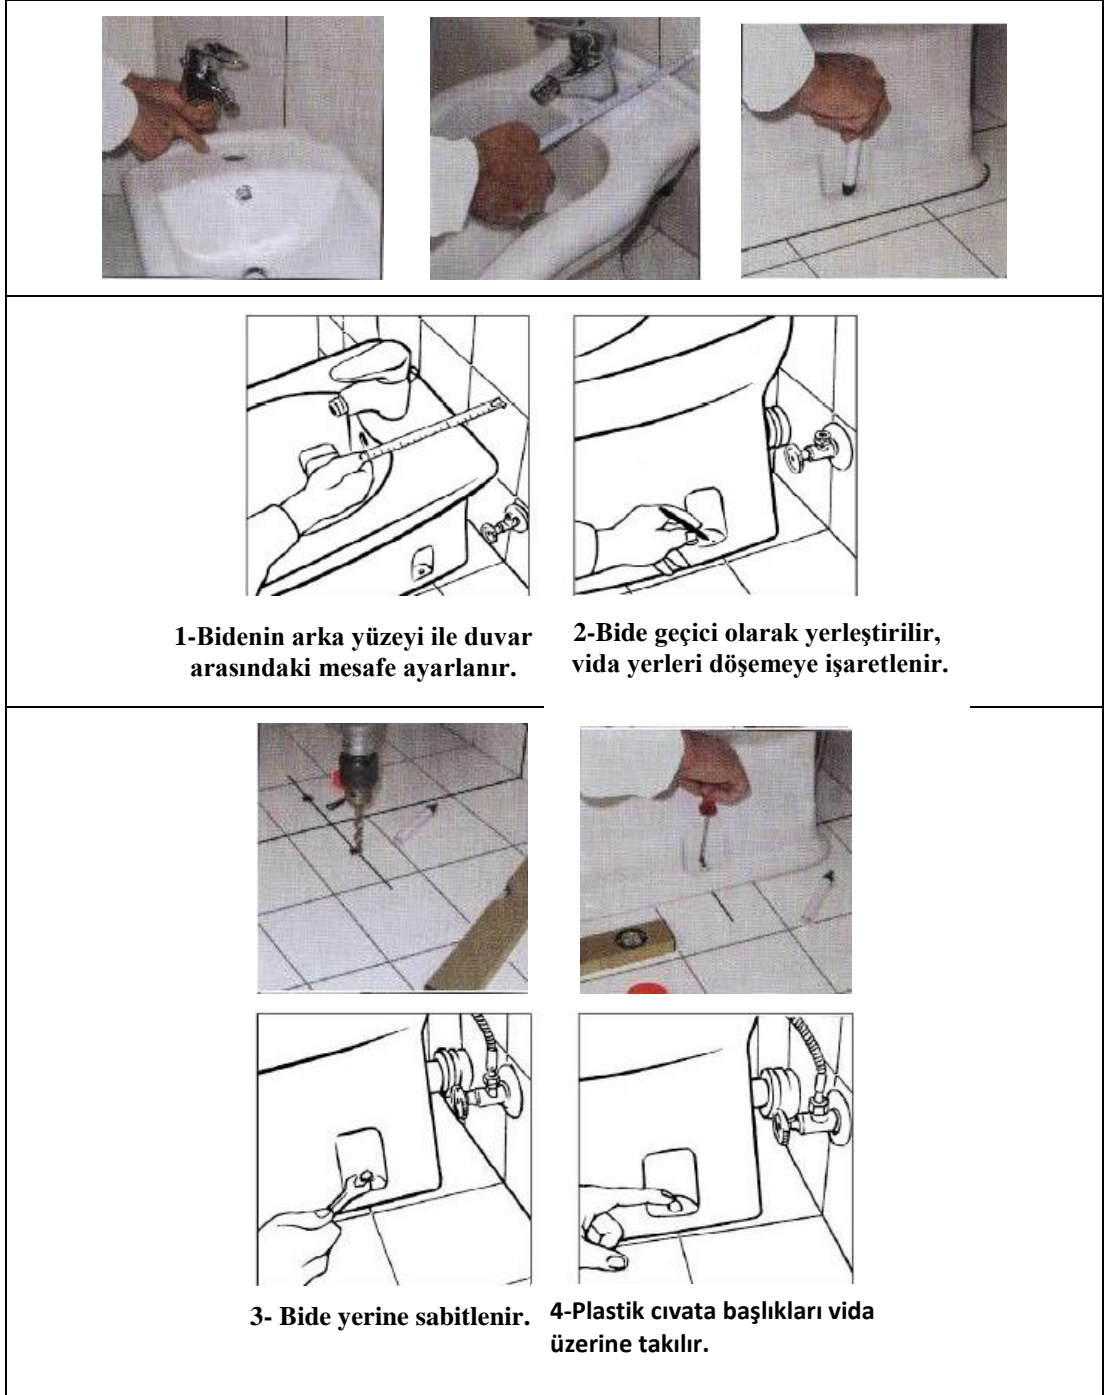 1-Bidenin arka yüzeyi ile duvar
arasındaki mesafe ayarlanır.
2-Bide geçici olarak yerleştirilir,
vida yerleri döşemeye işaretlenir.
3- Bide yerine sabitlenir.
4-Plastik cıvata başlıkları vida
üzerine takılır.